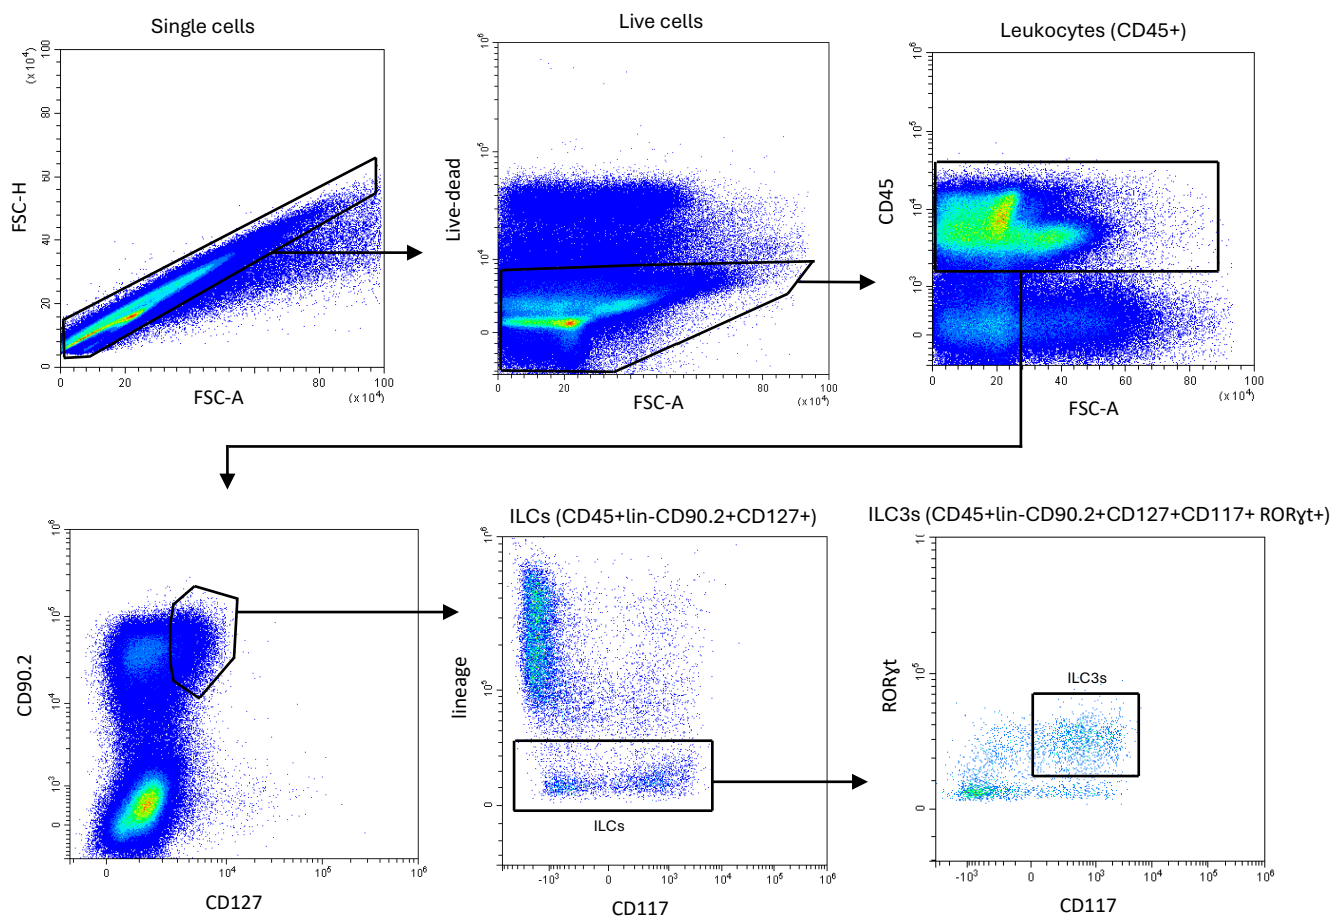 Single cells
Live cells
Leukocytes (CD45+)
(x 10⁴)
FSC-H
0 20 40 60 80 100
0 20 80 100
FSC-A
(x 10⁴)
Live-dead
0 10⁴ 10⁵ 10⁶
0 20 80 100
FSC-A
(x 10⁴)
CD45
0 10³ 10⁴ 10⁵ 10⁶
0 20 40 60 80 100
FSC-A
(x 10⁴)
CD90.2
0 10³ 10⁴ 10⁵ 10⁶
0 10⁴ 10⁵ 10⁶
CD127
ILCs (CD45+lin-CD90.2+CD127+)
lineage
0 10⁵ 10⁶
ILCs
-10³ 0 10³ 10⁴ 10⁵ 10⁶
CD117
ILC3s (CD45+lin-CD90.2+CD127+CD117+ RORɣt+)
RORɣt
0 10⁵
ILC3s
-10³ 0 10³ 10⁴ 10⁵ 10⁶
CD117